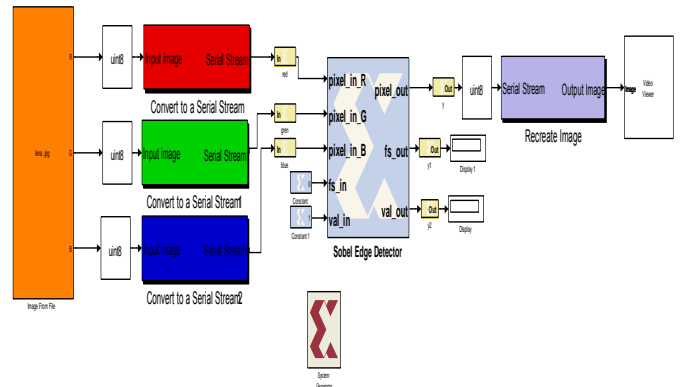 R
uint8
Input image Serial Stream
Convert to a Serial Stream
In
red
G
uint8
Input image Serial Stream
Convert to a Serial Stream1
In
gren
In
blue
B
uint8
Input image Serial Stream
Convert to a Serial Stream2
Image From File
0
Constant
1
Constant 1
pixel_in_R
pixel_in_G
pixel_in_B
fs_in
val_in
pixel_out
fs_out
val_out
Sobel Edge Detector
Out
y
Out
y1
Out
y2
Display 1
Display
uint8
Serial Stream Output Image
Recreate Image
Image
Video
Viewer
System
Generator